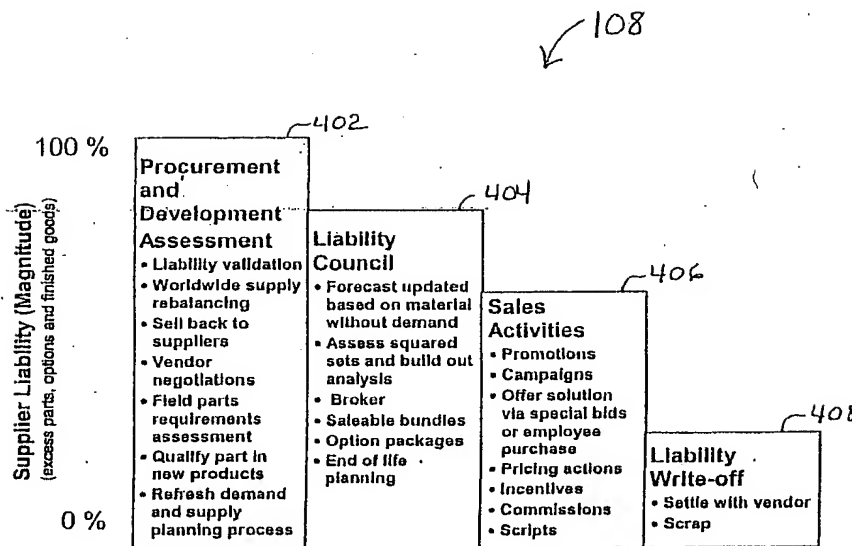 108
402
100 %
Procurement
and
Development
Assessment
• Liability validation
• Worldwide supply
rebalancing
• Sell back to
suppliers
• Vendor
negotiations
• Field parts
requirements
assessment
• Qualify part in
new products
• Refresh demand
and supply
planning process
404
Liability
Council
• Forecast updated
based on material
without demand
• Assess squared
sets and build out
analysis
• Broker
• Saleable bundles
• Option packages
• End of life
planning
406
Sales
Activities
• Promotions
• Campaigns
• Offer solution
via special bids
or employee
purchase
• Pricing actions
• Incentives
• Commissions
• Scripts
408
Liability
Write-off
• Settle with vendor
• Scrap
Supplier Liability (Magnitude)
(excess parts, options and finished goods)
0 %